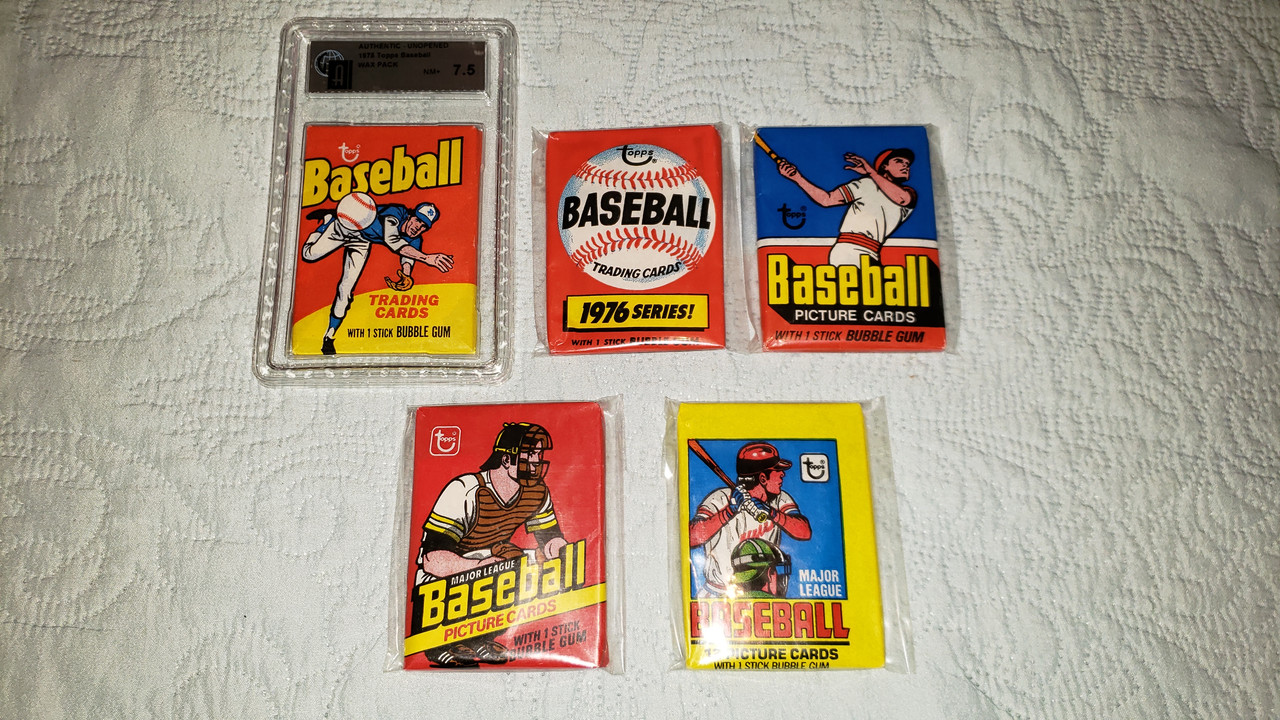 AUTHENTIC - UNOPENED
Topps Baseball
WAX PACK
NM+ 7.5
topps
Baseball
TRADING
CARDS
WITH 1 STICK BUBBLE GUM
topps
BASEBALL
TRADING CARDS
1976 SERIES!
WITH 1 STICK BUBBLE GUM
topps
Baseball
PICTURE CARDS
WITH 1 STICK BUBBLE GUM
topps
MAJOR LEAGUE
Baseball
PICTURE CARDS
WITH 1 STICK
BUBBLE GUM
topps
MAJOR
LEAGUE
BASEBALL
PICTURE CARDS
WITH 1 STICK BUBBLE GUM